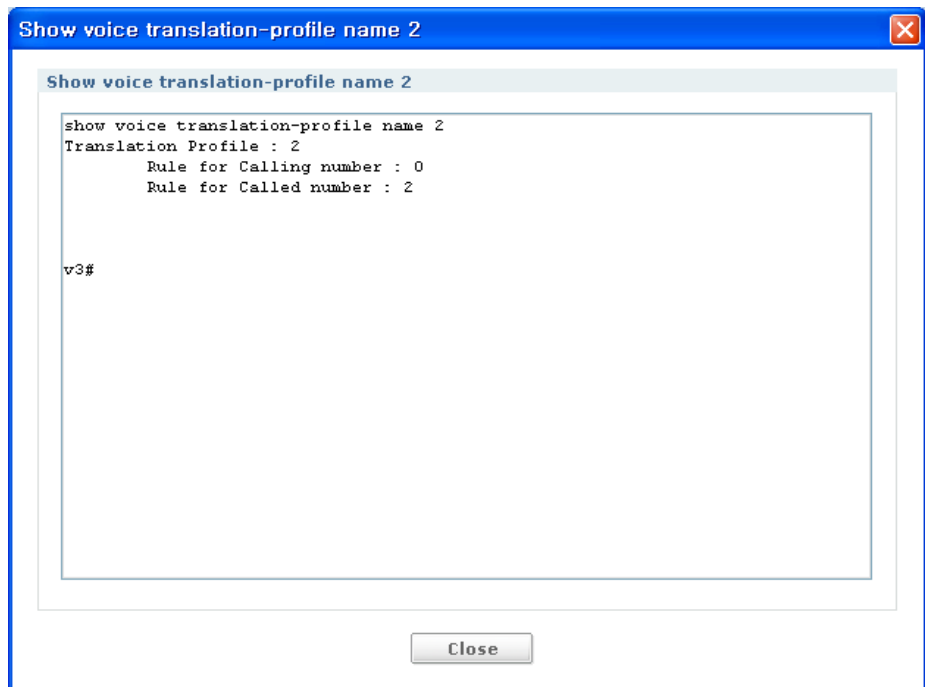 Show voice translation-profile name 2
Show voice translation-profile name 2
show voice translation-profile name 2
Translation Profile : 2
Rule for Calling number : 0
Rule for Called number : 2
v3#
Close